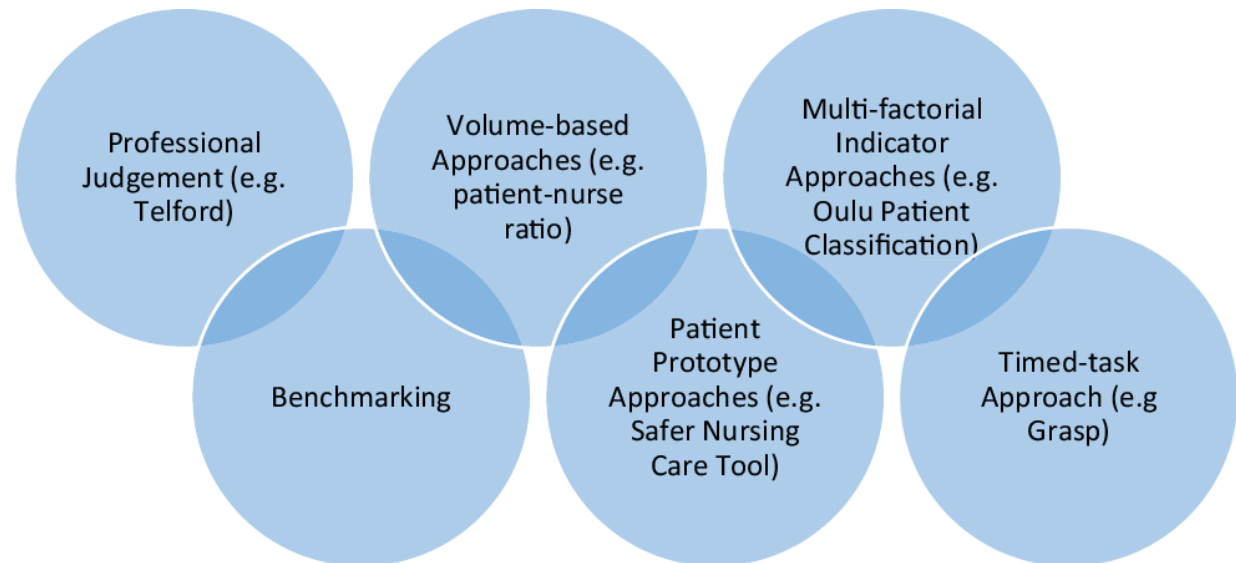 Professional
Judgement (e.g.
Telford)
Volume-based
Approaches (e.g.
patient-nurse
ratio)
Multi-factorial
Indicator
Approaches (e.g.
Oulu Patient
Classification)
Benchmarking
Patient
Prototype
Approaches (e.g.
Safer Nursing
Care Tool)
Timed-task
Approach (e.g
Grasp)